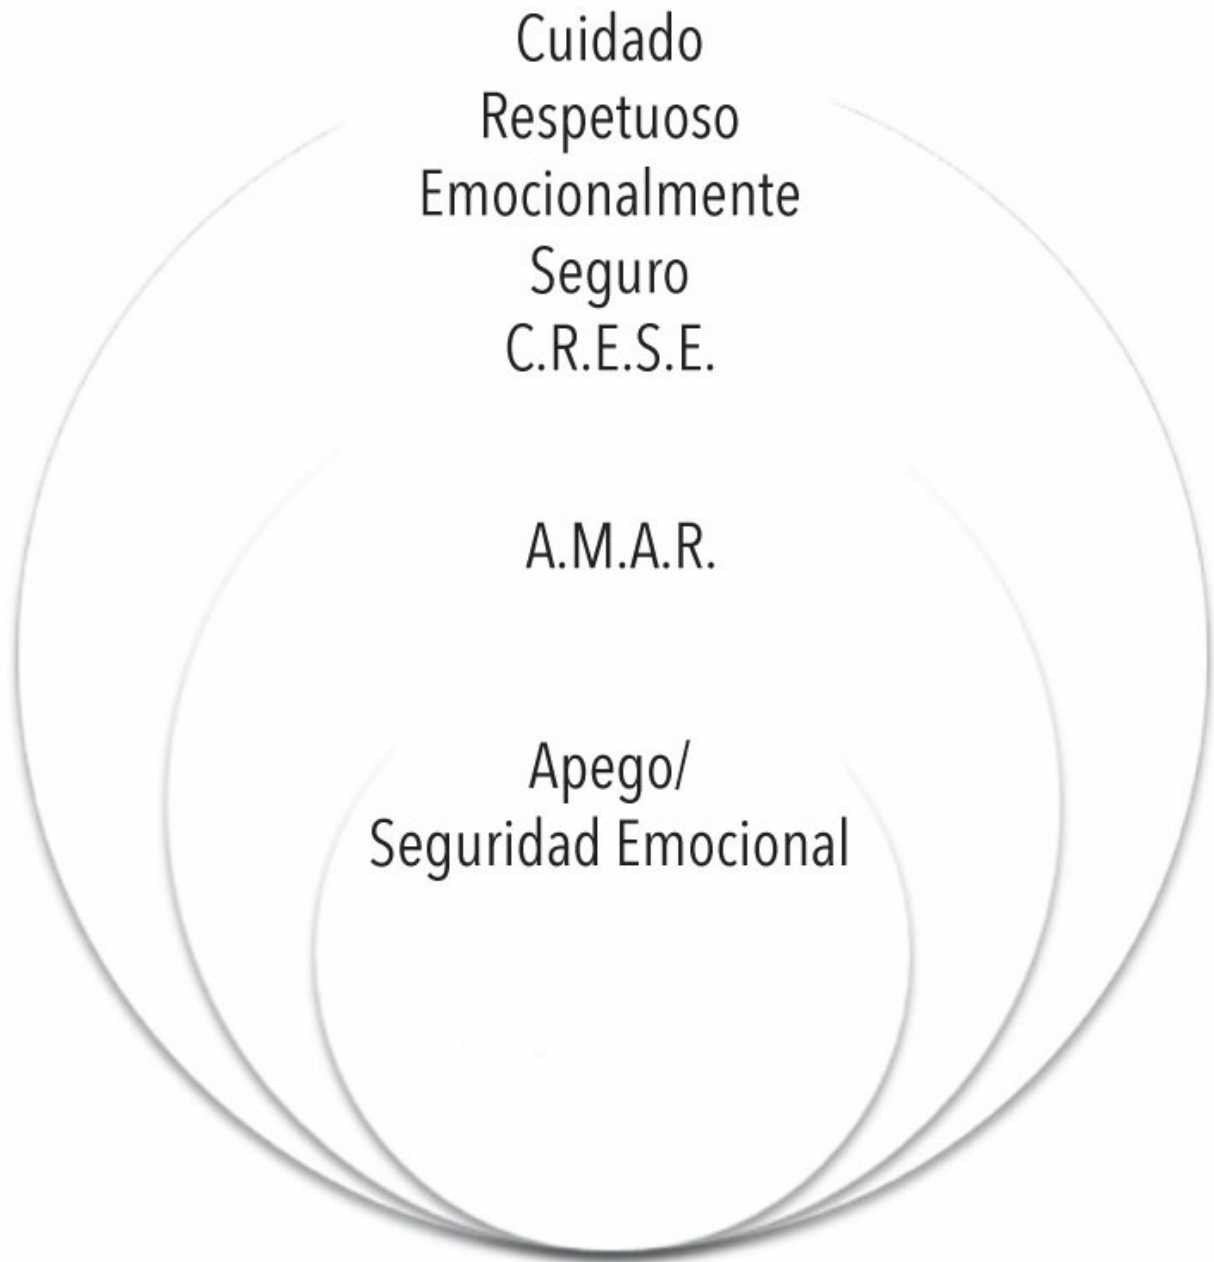 Cuidado
Respetuoso
Emocionalmente
Seguro
C.R.E.S.E.
A.M.A.R.
Apego/
Seguridad Emocional